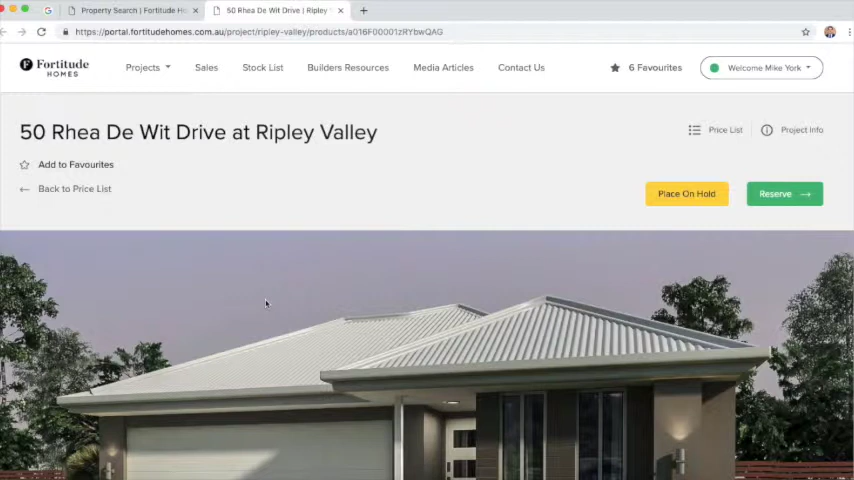 Property Search | Fortitude Ho
50 Rhea De Wit Drive | Ripley
https://portal.fortitudehomes.com.au/project/ripley-valley/products/a016F00001zRYbwQAG
Fortitude
HOMES
Projects
Sales
Stock List
Builders Resources
Media Articles
Contact Us
6 Favourites
Welcome Mike York
50 Rhea De Wit Drive at Ripley Valley
Price List
Project Info
Add to Favourites
Back to Price List
Place On Hold
Reserve